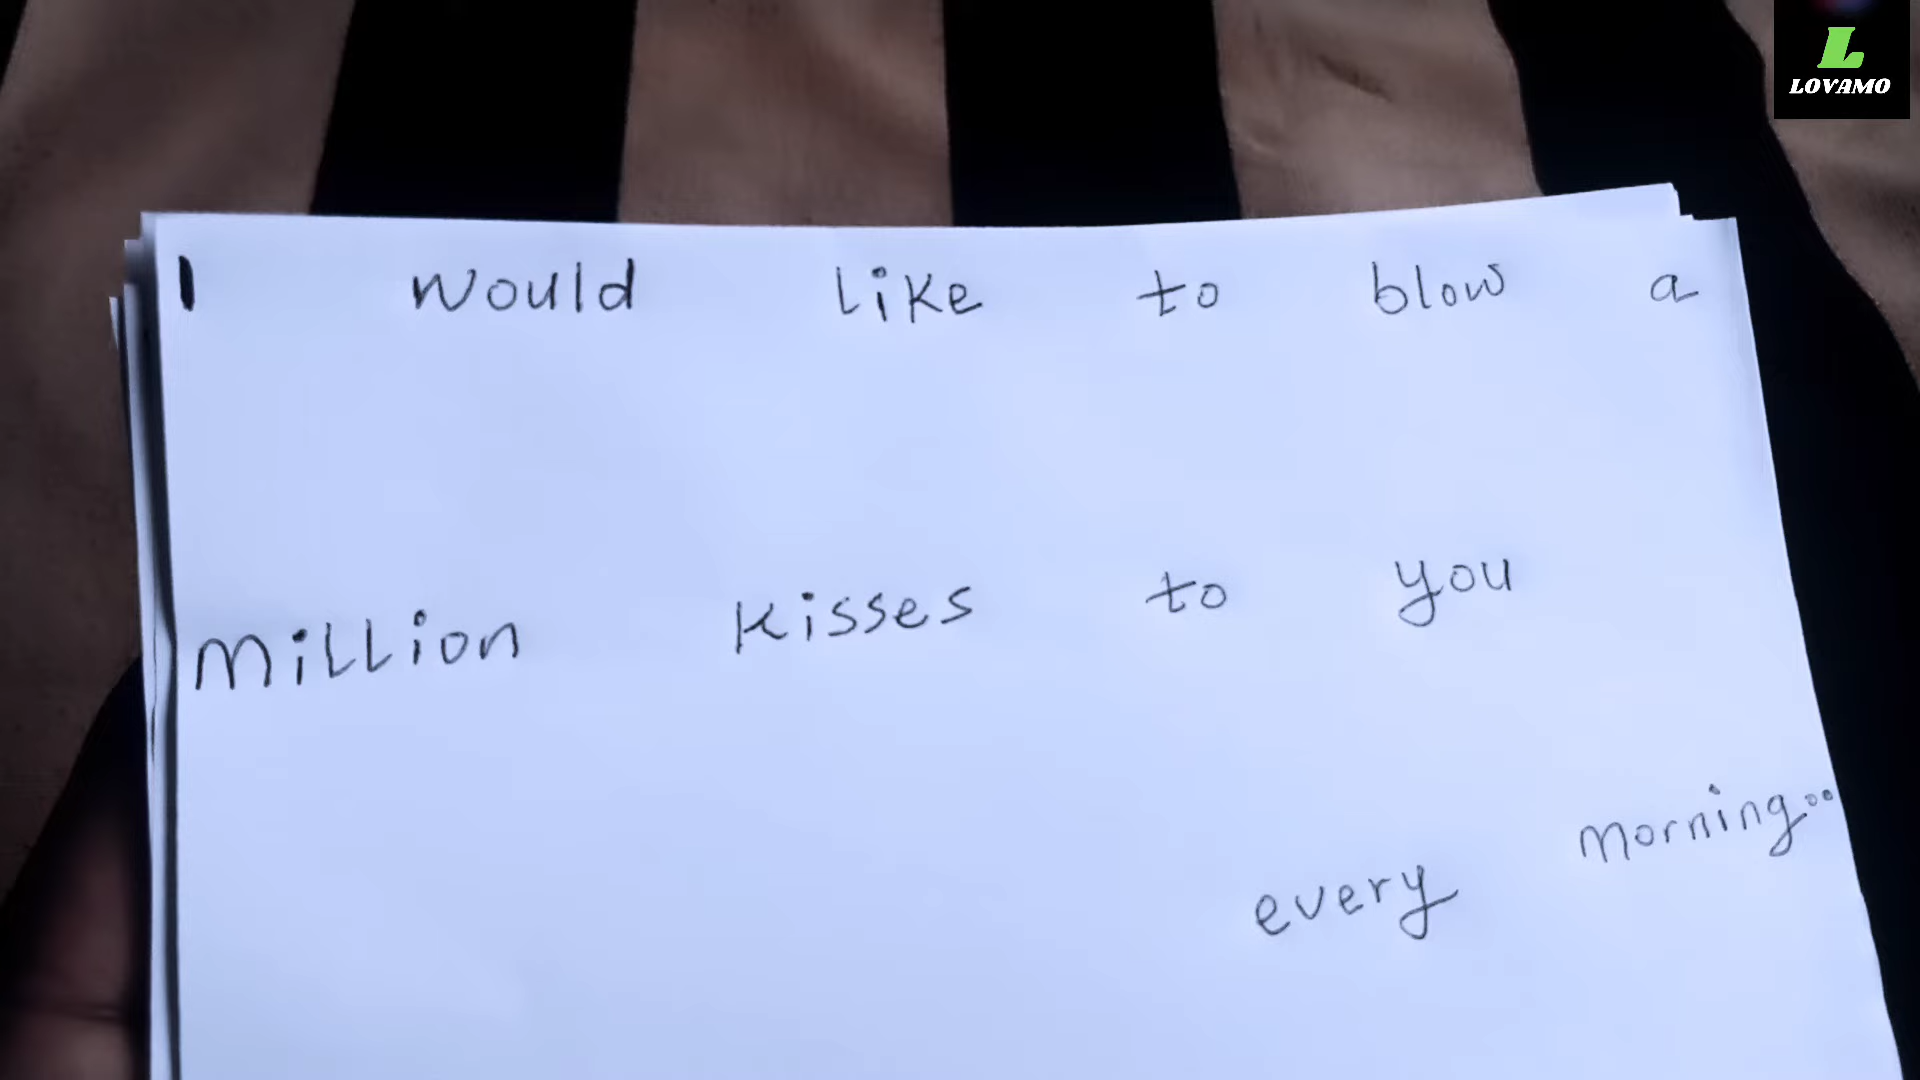 L
LOVAMO
I would like to blow a
million kisses to you
every morning..